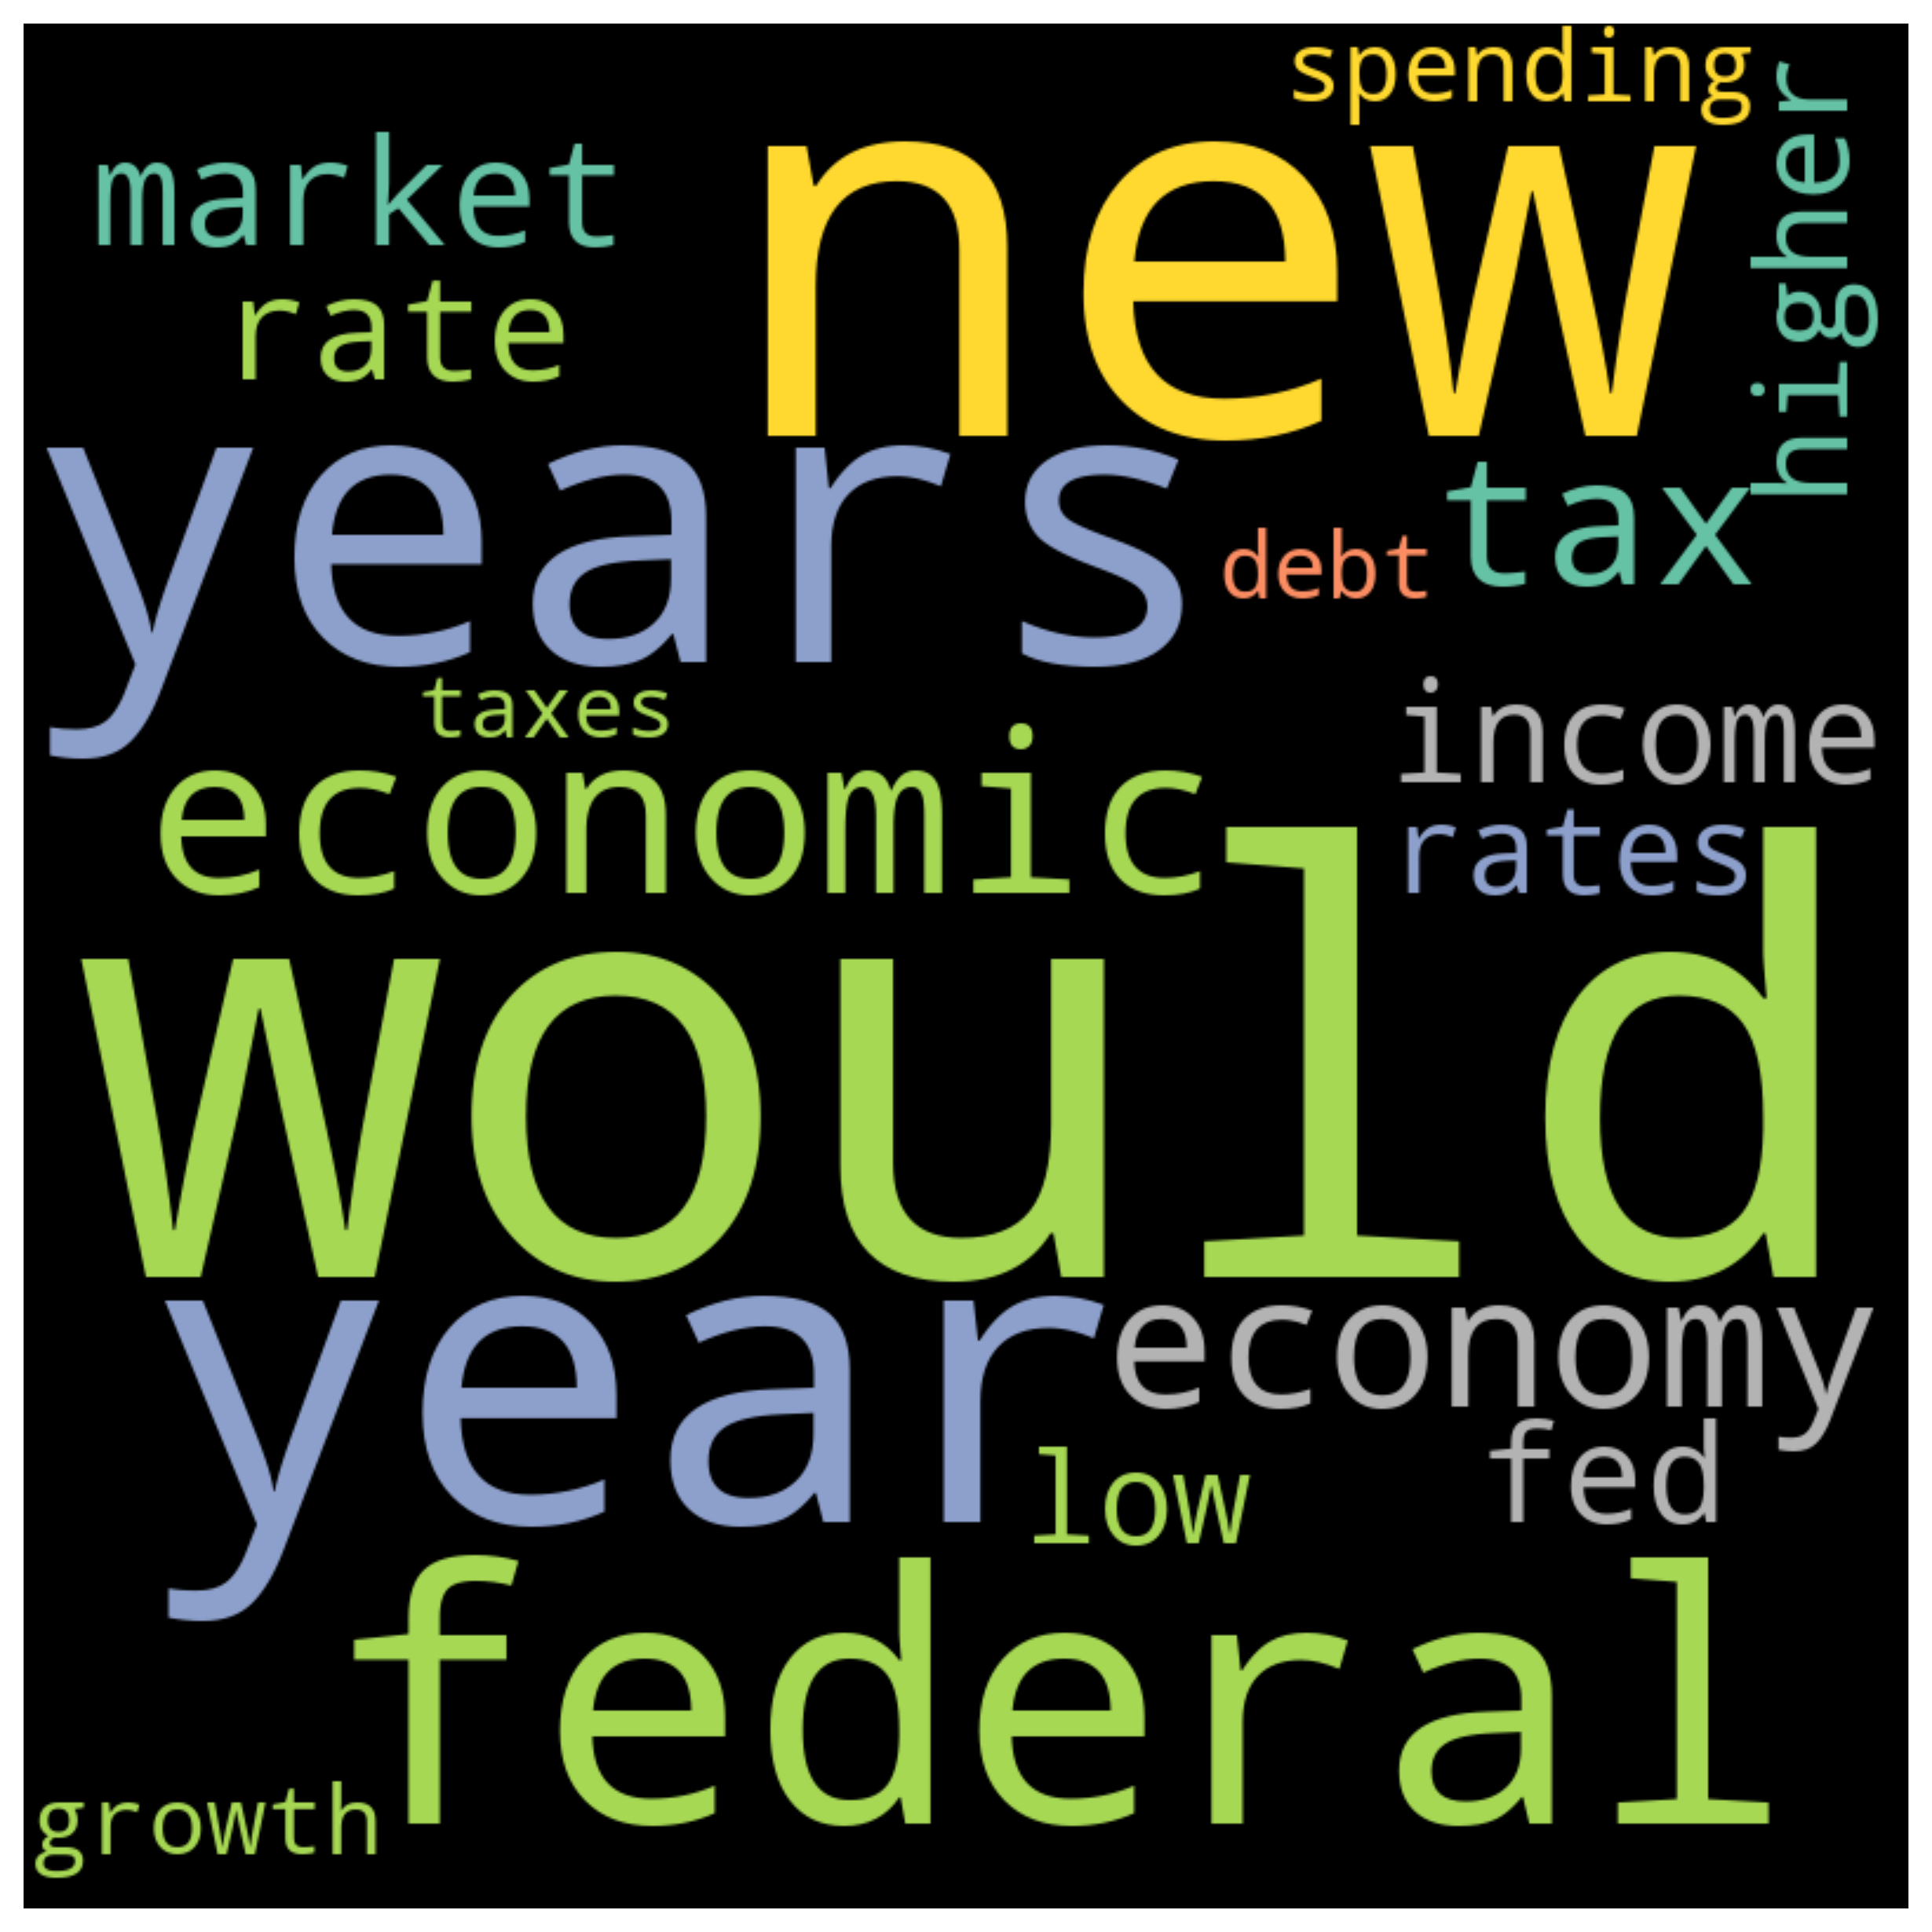 spending
higher
new
market
rate
years
tax
debt
taxes
income
economic
rates
would
year
economy
fed
low
federal
growth